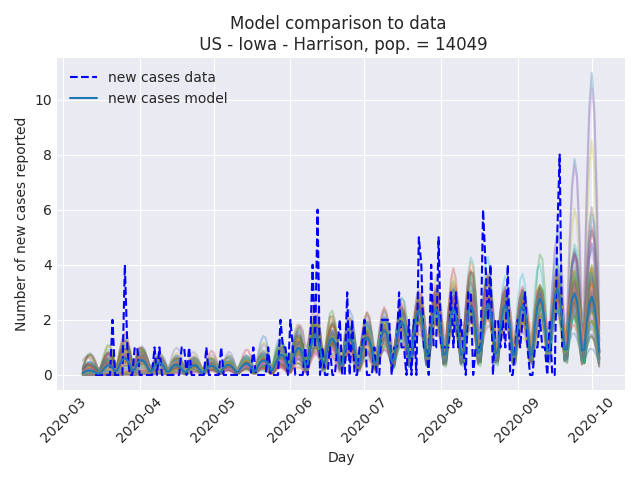 Model comparison to data
US - Iowa - Harrison, pop. = 14049
new cases data
new cases model
Number of new cases reported
10
8
6
4
2
0
2020-03
2020-04
2020-05
2020-06
2020-07
2020-08
2020-09
2020-10
Day